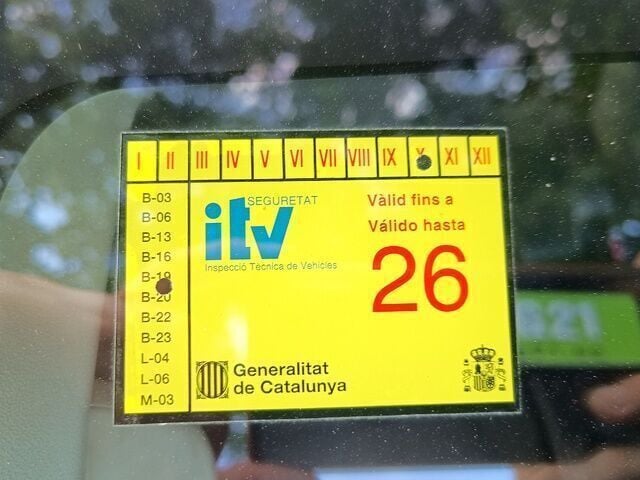 I II III IV V VI VII VIII IX X XI XII
B-03
B-06
B-13
B-16
B-19
B-20
B-22
B-23
L-04
L-06
M-03
SEGURETAT
itv
Inspecció Tècnica de Vehicles
Vàlid fins a
Válido hasta
26
Generalitat
de Catalunya
621